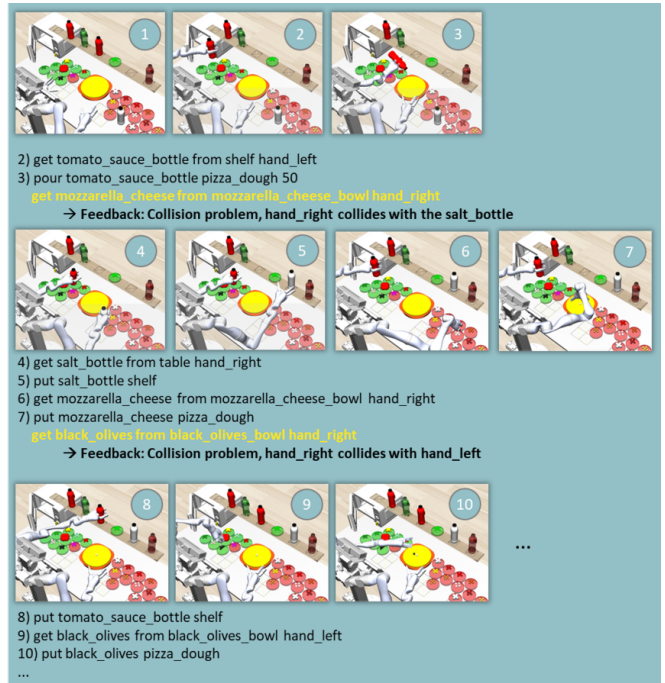 1
2
3
2) get tomato_sauce_bottle from shelf hand_left
3) pour tomato_sauce_bottle pizza_dough 50
get mozzarella_cheese from mozzarella_cheese_bowl hand_right
→ Feedback: Collision problem, hand_right collides with the salt_bottle
4
5
6
7
4) get salt_bottle from table hand_right
5) put salt_bottle shelf
6) get mozzarella_cheese from mozzarella_cheese_bowl hand_right
7) put mozzarella_cheese pizza_dough
get black_olives from black_olives_bowl hand_right
→ Feedback: Collision problem, hand_right collides with hand_left
8
9
10
...
8) put tomato_sauce_bottle shelf
9) get black_olives from black_olives_bowl hand_left
10) put black_olives pizza_dough
...